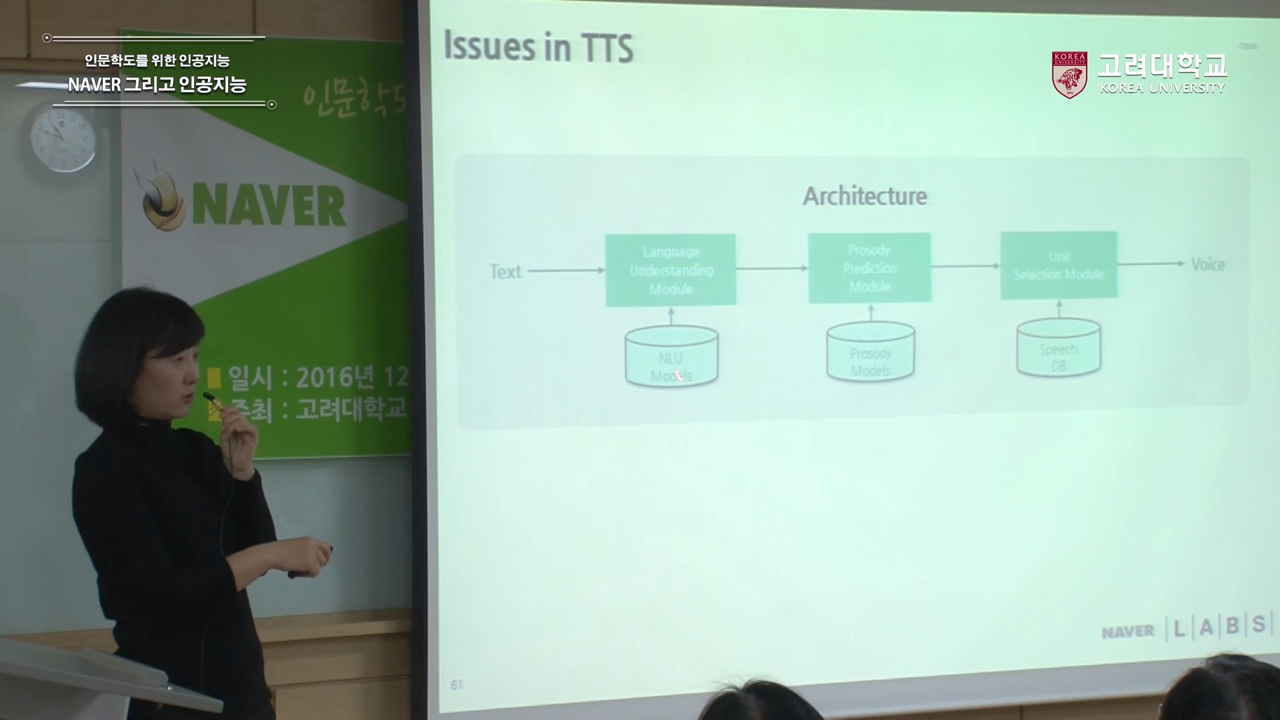 인문학도를 위한 인공지능
NAVER 그리고 인공지능
인문학도
NAVER
일시 : 2016년 12
주최 : 고려대학교
Issues in TTS
KOREA
고려대학교
KOREA UNIVERSITY
Architecture
Text
Language
Understanding
Module
Prosody
Prediction
Module
Unit
Selection Module
Voice
NLU
Models
Prosody
Models
Speech
DB
NAVER LABS
61